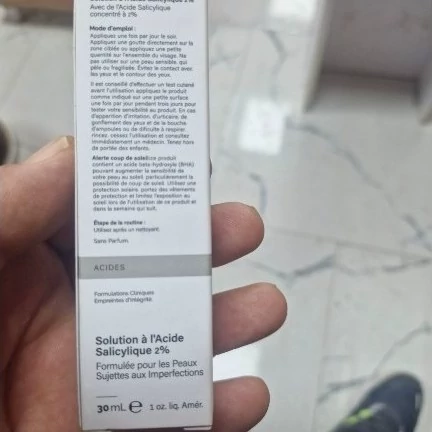 Avec de l'Acide Salicylique
concentré à 2%
Mode d'emploi :
Appliquez une fois par jour le soir.
Appliquez une goutte directement sur la
zone ciblée ou appliquez une petite
quantité sur l'ensemble du visage. Ne
pas utiliser sur une peau sensible, qui
pèle ou fragilisée. Évitez le contact avec
les yeux et le contour des yeux.
Il est conseillé d'effectuer un test cutané
avant l'utilisation appliquez le produit
comme indiqué sur une petite surface
une fois par jour pendant trois jours pour
tester votre sensibilité au produit. En cas
d'apparition d'irritation, d'urticaire, de
gonflement des yeux et de la bouche
d'ampoules ou de difficulté à respirer,
rincez, cessez l'utilisation et consultez
immédiatement un médecin. Tenez hors
de portée des enfants.
Alerte coup de soleil:ce produit
contient un acide bêta-hydroxylé (BHA)
pouvant augmenter la sensibilité de
votre peau au soleil, particulièrement la
possibilité de coup de soleil. Utilisez une
protection solaire, portez des vêtements
de protection et limitez l'exposition au
soleil lors de l'utilisation de ce produit et
dans la semaine qui suit.
Étape de la routine :
Utilisez après un nettoyant.
Sans Parfum.
ACIDES
Formulations Cliniques
Empreintes d'Intégrité.
Solution à l'Acide
Salicylique 2%
Formulée pour les Peaux
Sujettes aux Imperfections
30 mL e 1 oz. liq. Amér.